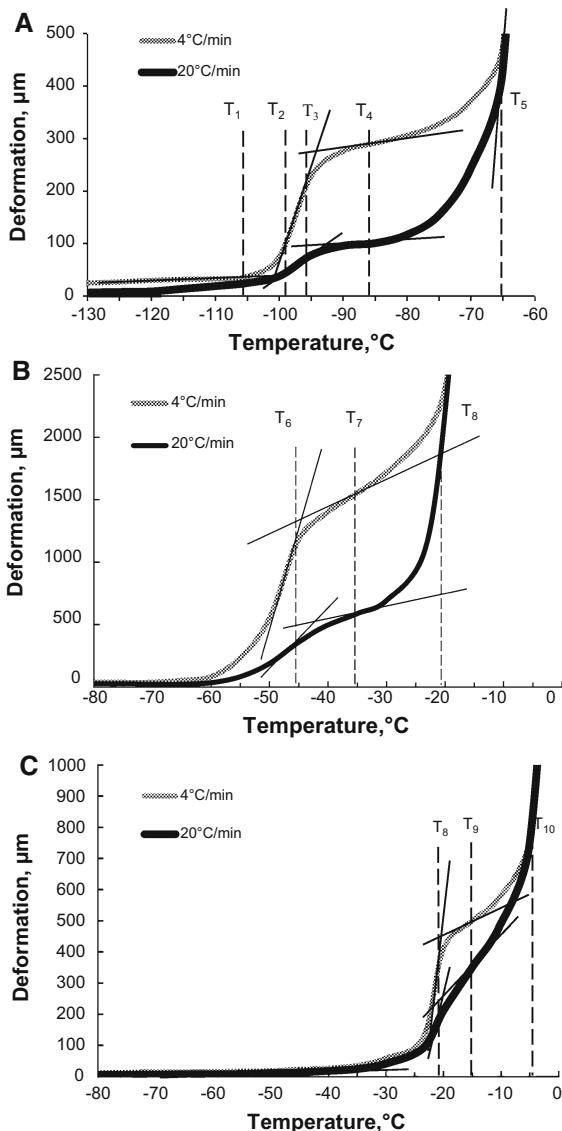 A
4°C/min
20°C/min
T1 T2 T3 T4 T5
Deformation, µm
500
400
300
200
100
0
-130 -120 -110 -100 -90 -80 -70 -60
Temperature,°C
B
4°C/min
20°C/min
T6 T7 T8
Deformation, µm
2500
2000
1500
1000
500
0
-80 -70 -60 -50 -40 -30 -20 -10 0
Temperature,°C
C
4°C/min
20°C/min
T8 T9 T10
Deformation, µm
1000
900
800
700
600
500
400
300
200
100
0
-80 -70 -60 -50 -40 -30 -20 -10 0
Temperature,°C